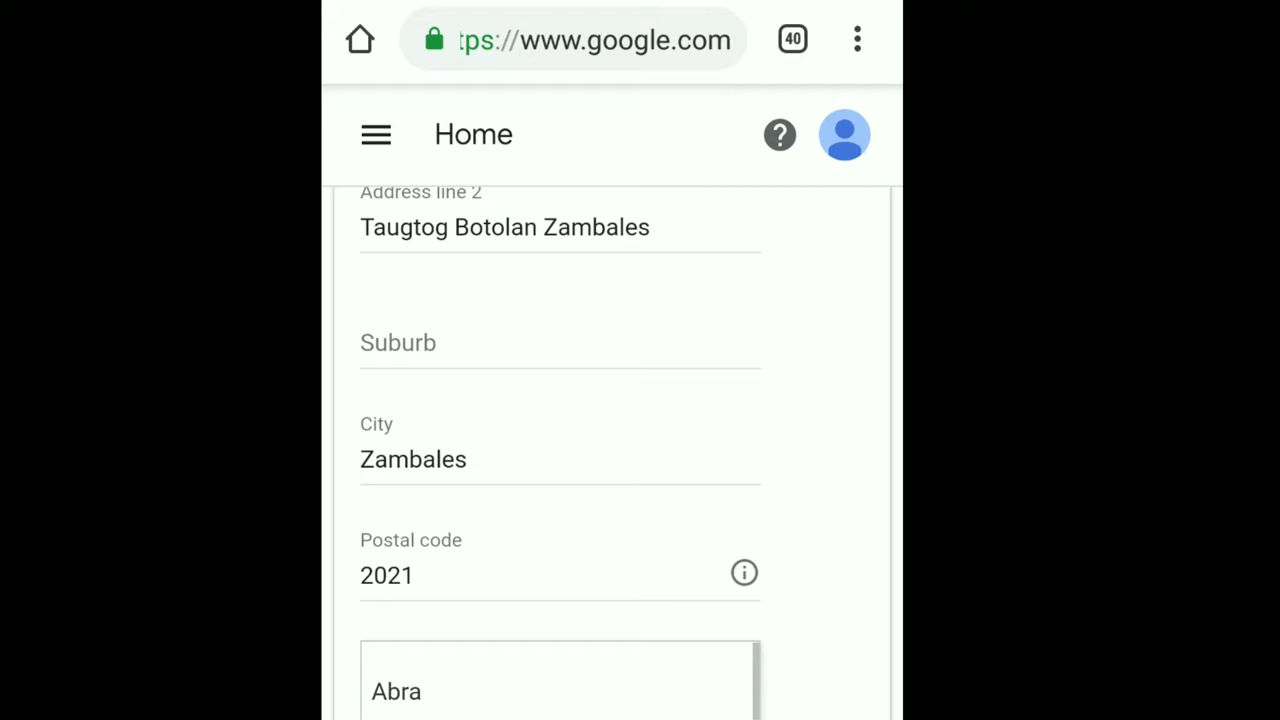 tps://www.google.com
40
Home
?
Address line 2
Taugtog Botolan Zambales
Suburb
City
Zambales
Postal code
2021
Abra